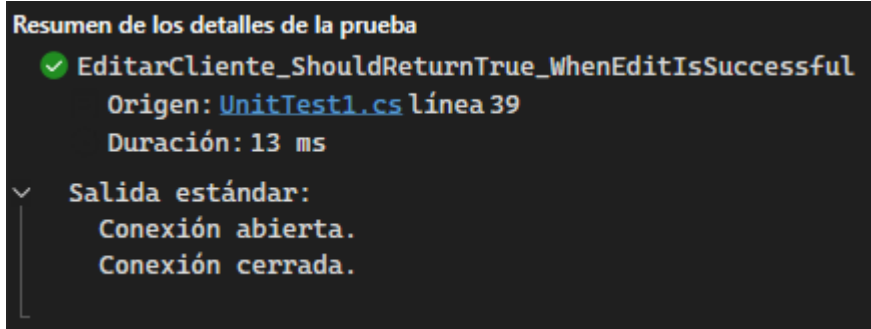 Resumen de los detalles de la prueba
EditarCliente_ShouldReturnTrue_WhenEditIsSuccessful
Origen: UnitTest1.cs línea 39
Duración: 13 ms
Salida estándar:
Conexión abierta.
Conexión cerrada.